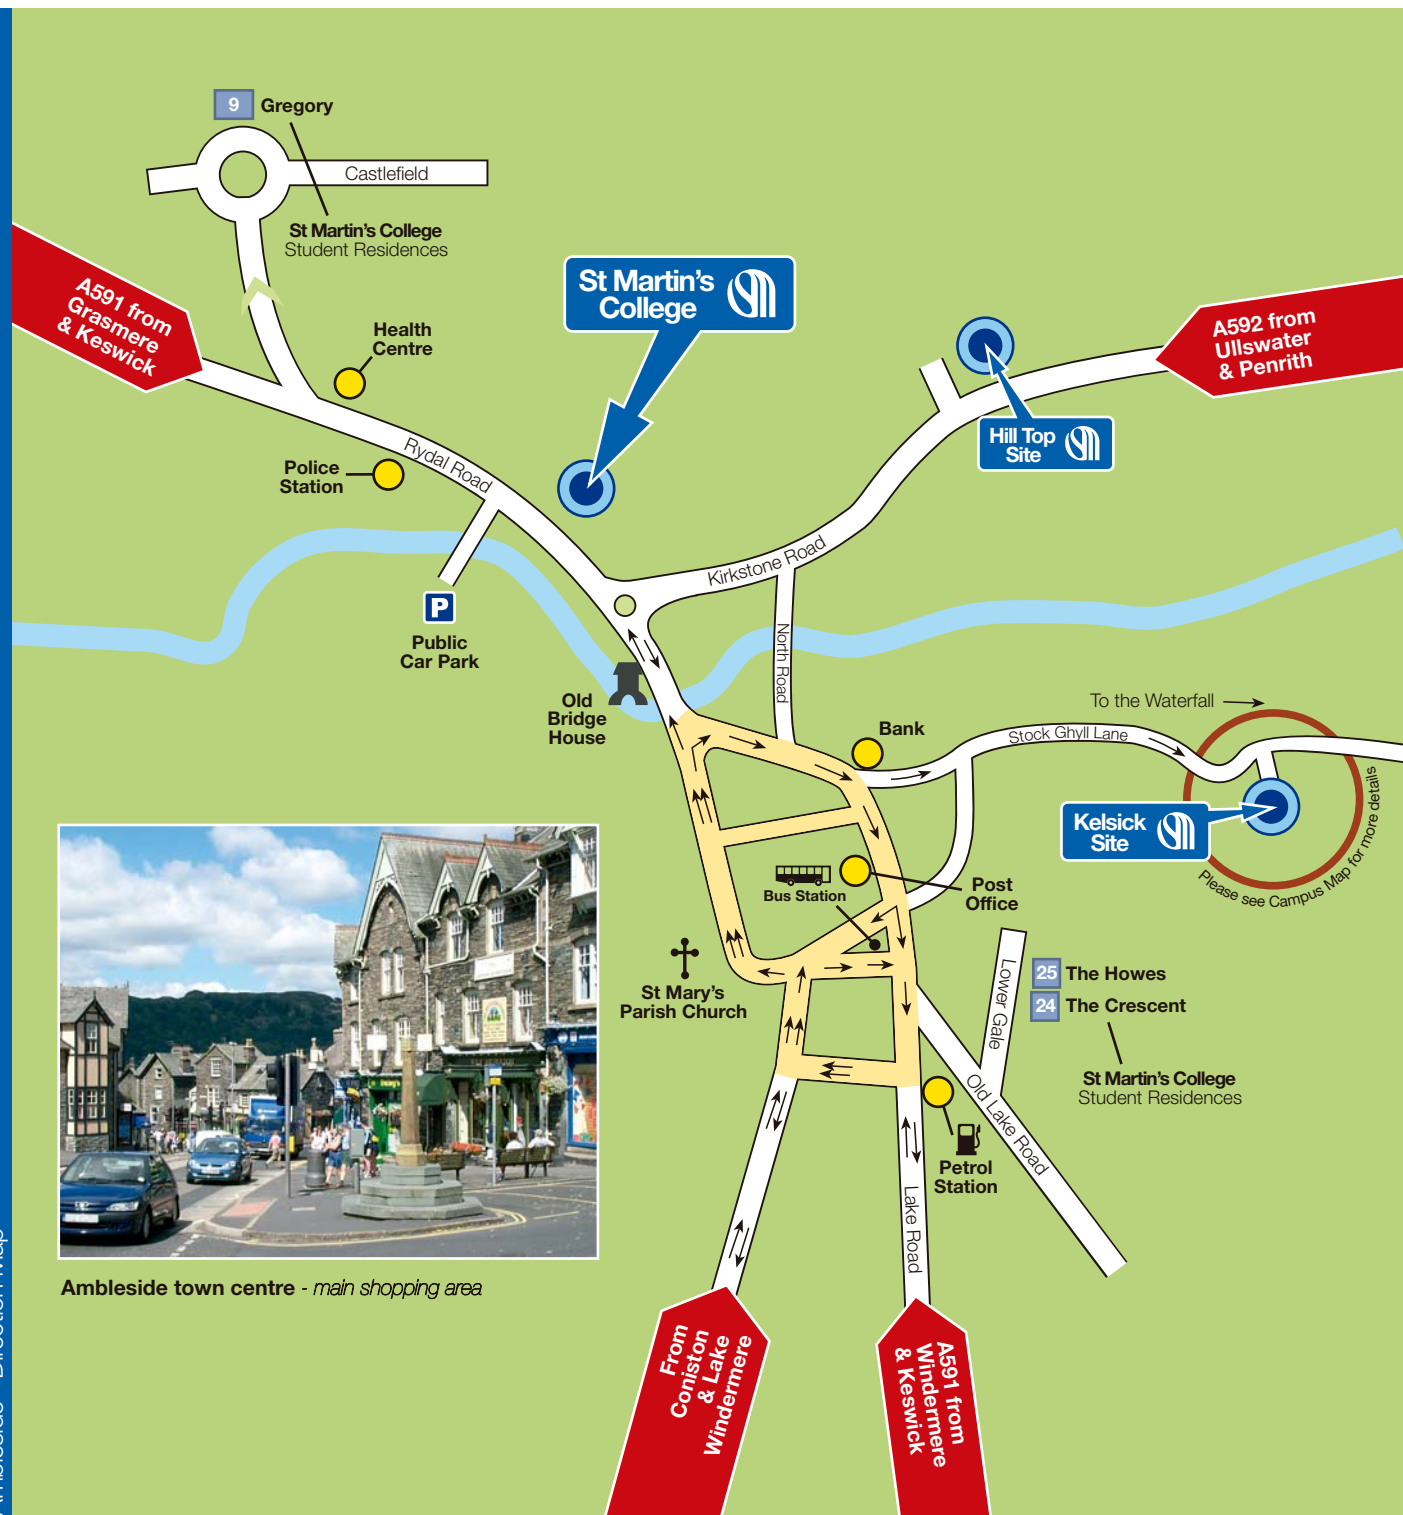 9 Gregory
Castlefield
St Martin's College
Student Residences
A591 from
Grasmere
& Keswick
Health
Centre
St Martin's
College
A592 from
Ullswater
& Penrith
Hill Top
Site
Rydal Road
Police
Station
Kirkstone Road
P
Public
Car Park
North Road
Old
Bridge
House
To the Waterfall
Bank
Stock Ghyll Lane
Kelsick
Site
Please see Campus Map for more details
Bus Station
Post
Office
St Mary's
Parish Church
Lower Gale
25 The Howes
24 The Crescent
St Martin's College
Student Residences
Old Lake Road
Petrol
Station
Lake Road
Ambleside town centre - main shopping area
From
Coniston
& Lake
Windermere
A591 from
Windermere
& Keswick